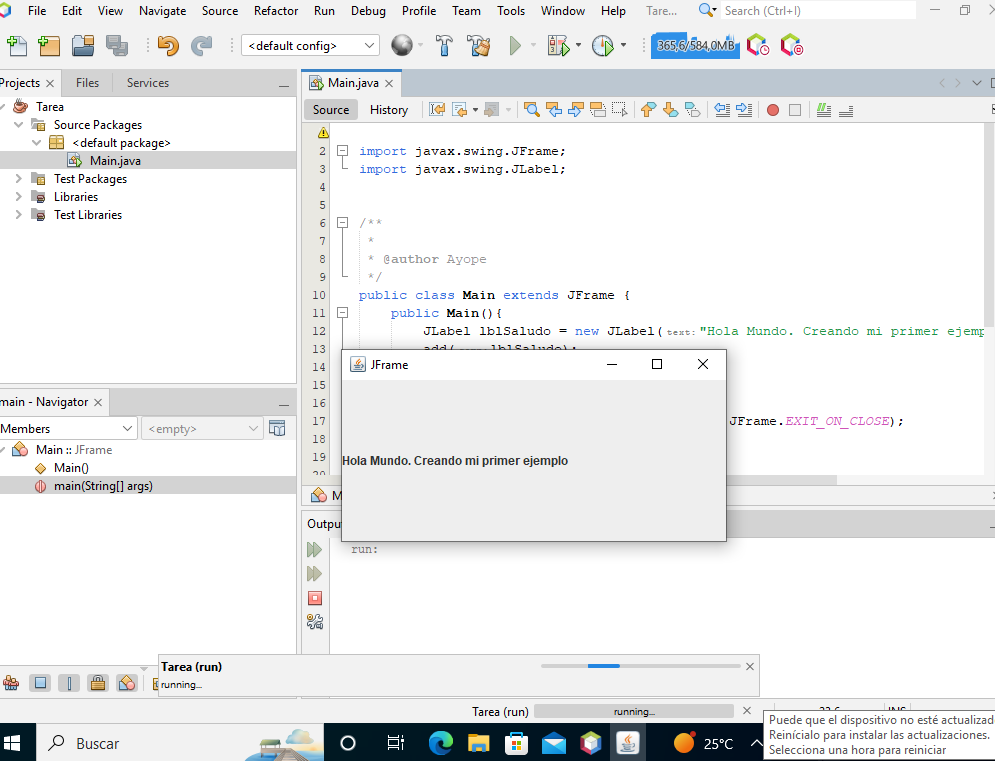 File Edit View Navigate Source Refactor Run Debug Profile Team Tools Window Help Tare... Search (Ctrl+I)
<default config> 365,6/584,0MB
Projects Files Services
Main.java
Tarea
Source Packages
<default package>
Main.java
Test Packages
Libraries
Test Libraries
Source History
2 import javax.swing.JFrame;
3 import javax.swing.JLabel;
4
5
6 /**
7 *
8 * @author Ayope
9 */
10 public class Main extends JFrame {
11 public Main(){
12 JLabel lblSaludo = new JLabel( text: "Hola Mundo. Creando mi primer ejemp
13 add( lblSaludo);
14
15
16
17 JFrame.EXIT_ON_CLOSE);
18
19
20
JFrame
Hola Mundo. Creando mi primer ejemplo
main - Navigator
Members <empty>
Main :: JFrame
Main()
main(String[] args)
M
Outpu
run:
Tarea (run)
running...
Tarea (run) running... INS
Puede que el dispositivo no esté actualizad
Reinícialo para instalar las actualizaciones.
Selecciona una hora para reiniciar
Buscar 25°C